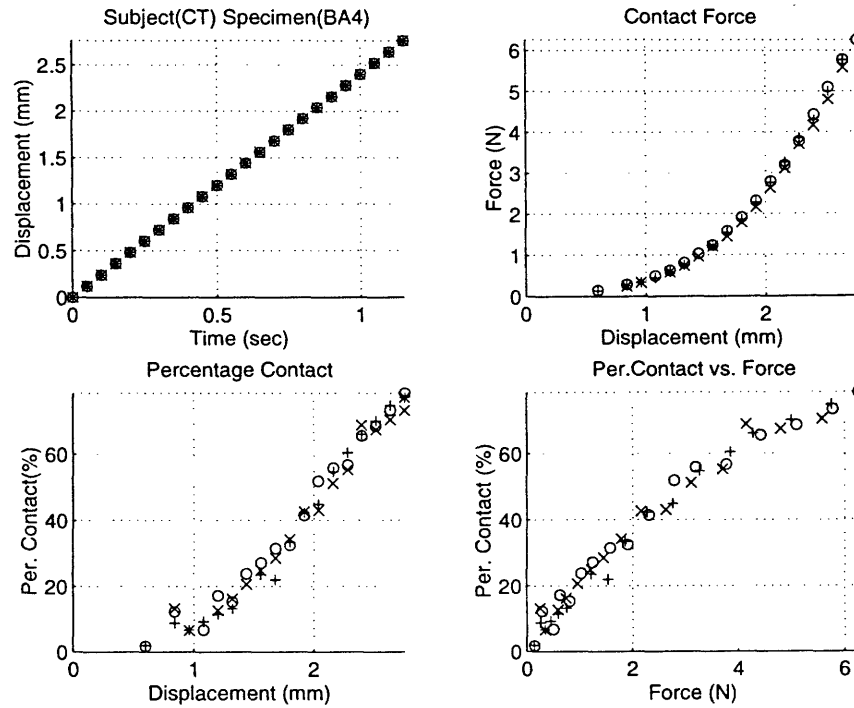 Subject(CT) Specimen(BA4)
2.5
2
1.5
1
0.5
0
Displacement (mm)
0
0.5
1
Time (sec)
Contact Force
6
5
4
3
2
1
0
Force (N)
0
1
2
Displacement (mm)
Percentage Contact
60
40
20
0
Per. Contact(%)
0
1
2
Displacement (mm)
Per.Contact vs. Force
60
40
20
0
Per. Contact (%)
0
2
4
6
Force (N)